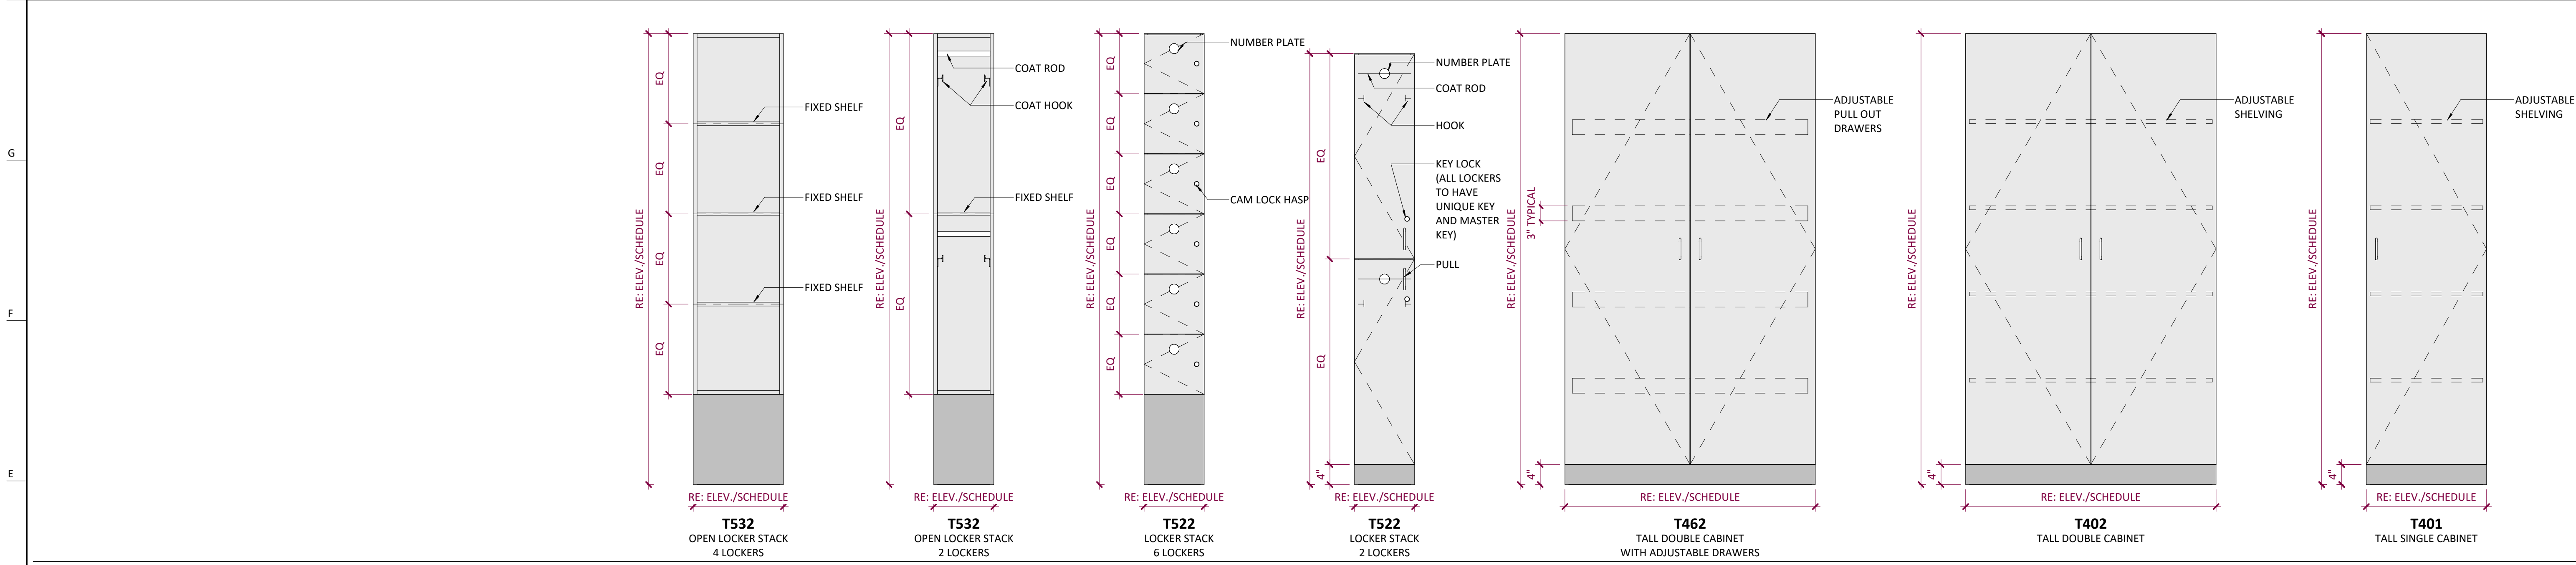 G
F
E
EQ
EQ
EQ
EQ
RE: ELEV./SCHEDULE
FIXED SHELF
FIXED SHELF
FIXED SHELF
RE: ELEV./SCHEDULE
T532
OPEN LOCKER STACK
4 LOCKERS
EQ
EQ
RE: ELEV./SCHEDULE
COAT ROD
COAT HOOK
FIXED SHELF
RE: ELEV./SCHEDULE
T532
OPEN LOCKER STACK
2 LOCKERS
EQ
EQ
EQ
EQ
EQ
EQ
RE: ELEV./SCHEDULE
NUMBER PLATE
CAM LOCK HASP
RE: ELEV./SCHEDULE
T522
LOCKER STACK
6 LOCKERS
EQ
EQ
4"
RE: ELEV./SCHEDULE
NUMBER PLATE
COAT ROD
HOOK
KEY LOCK
(ALL LOCKERS
TO HAVE
UNIQUE KEY
AND MASTER
KEY)
PULL
RE: ELEV./SCHEDULE
T522
LOCKER STACK
2 LOCKERS
RE: ELEV./SCHEDULE
3" TYPICAL
4"
ADJUSTABLE
PULL OUT
DRAWERS
RE: ELEV./SCHEDULE
T462
TALL DOUBLE CABINET
WITH ADJUSTABLE DRAWERS
RE: ELEV./SCHEDULE
4"
ADJUSTABLE
SHELVING
RE: ELEV./SCHEDULE
T402
TALL DOUBLE CABINET
RE: ELEV./SCHEDULE
4"
ADJUSTABLE
SHELVING
RE: ELEV./SCHEDULE
T401
TALL SINGLE CABINET